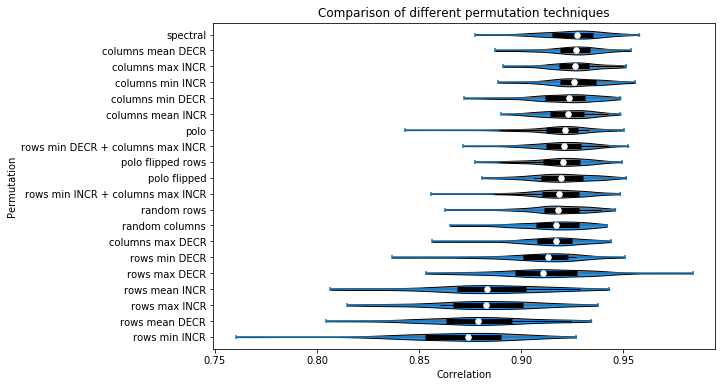 Comparison of different permutation techniques
Permutation
spectral
columns mean DECR
columns max INCR
columns min INCR
columns min DECR
columns mean INCR
polo
rows min DECR + columns max INCR
polo flipped rows
polo flipped
rows min INCR + columns max INCR
random rows
random columns
columns max DECR
rows min DECR
rows max DECR
rows mean INCR
rows max INCR
rows mean DECR
rows min INCR
0.75 0.80 0.85 0.90 0.95
Correlation